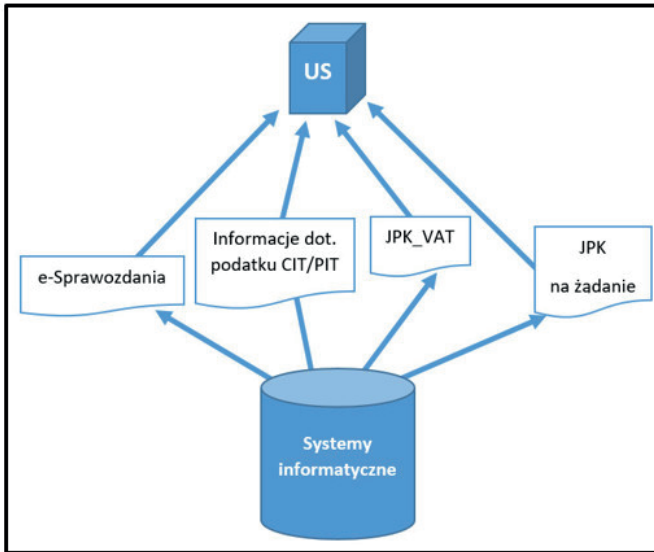 US
e-Sprawozdania
Informacje dot.
podatku CIT/PIT
JPK_VAT
JPK
na żadanie
Systemy
informatyczne